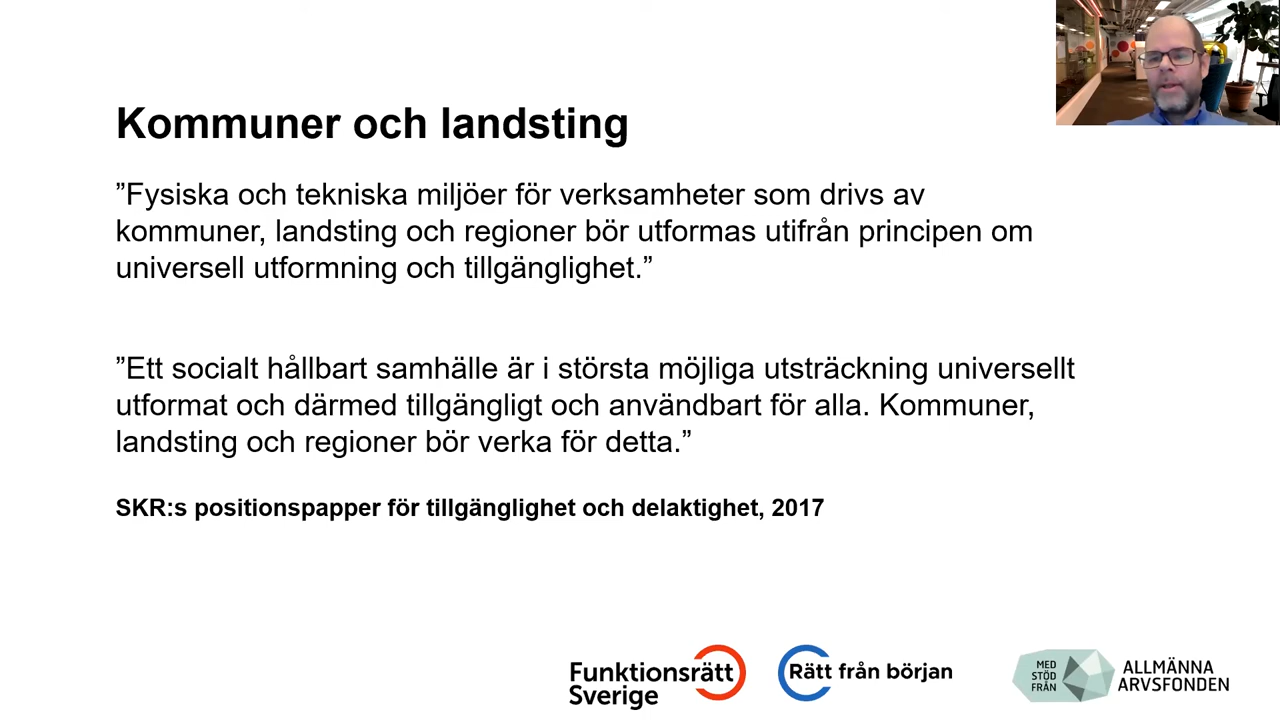 Kommuner och landsting
”Fysiska och tekniska miljöer för verksamheter som drivs av
kommuner, landsting och regioner bör utformas utifrån principen om
universell utformning och tillgänglighet.”
”Ett socialt hållbart samhälle är i största möjliga utsträckning universellt
utformat och därmed tillgängligt och användbart för alla. Kommuner,
landsting och regioner bör verka för detta.”
SKR:s positionspapper för tillgänglighet och delaktighet, 2017
Funktionsrätt
Sverige
Rätt från början
MED
STÖD
FRÅN
ALLMÄNNA
ARVSFONDEN